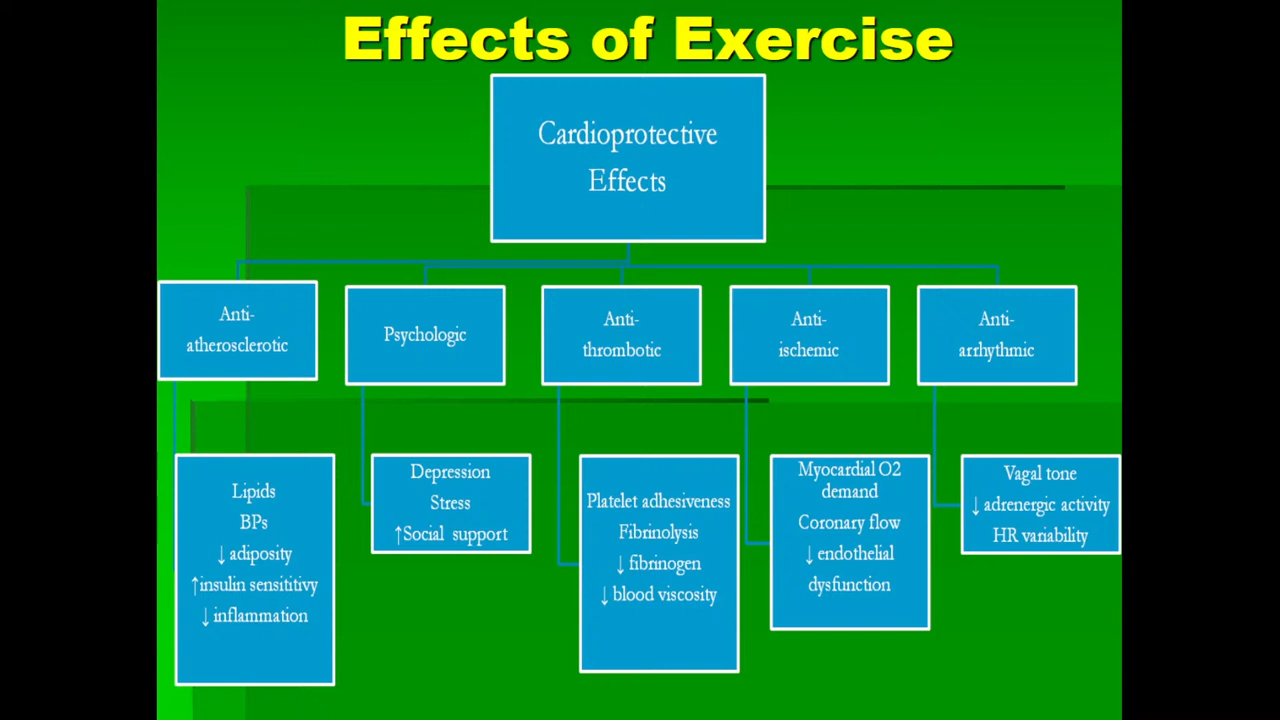 Effects of Exercise
Cardioprotective
Effects
Anti-
atherosclerotic
Psychologic
Anti-
thrombotic
Anti-
ischemic
Anti-
arrhythmic
Lipids
BPs
↓ adiposity
↑insulin sensititivy
↓ inflammation
Depression
Stress
↑Social support
Platelet adhesiveness
Fibrinolysis
↓ fibrinogen
↓ blood viscosity
Myocardial O2
demand
Coronary flow
↓ endothelial
dysfunction
Vagal tone
↓ adrenergic activity
HR variability